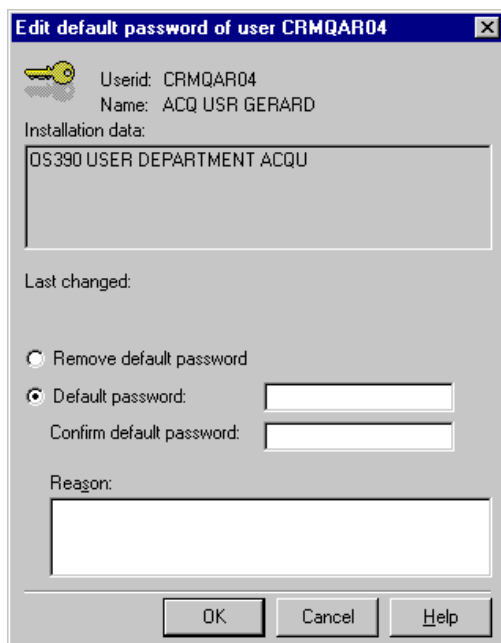 Edit default password of user CRMQAR04
Userid: CRMQAR04
Name: ACQ USR GERARD
Installation data:
OS390 USER DEPARTMENT ACQU
Last changed:
Remove default password
Default password:
Confirm default password:
Reason:
OK Cancel Help